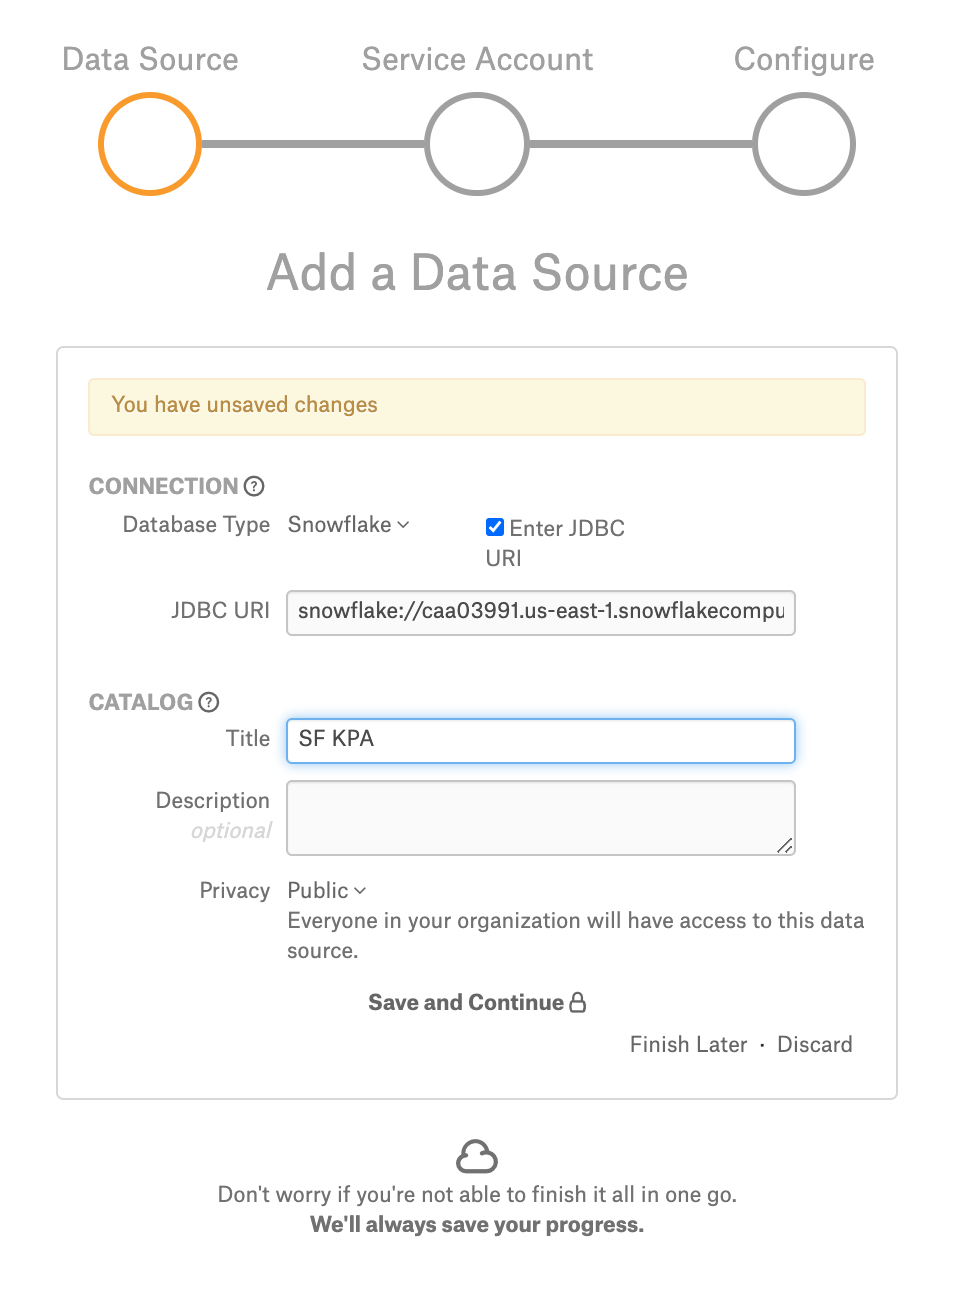 Data Source Service Account Configure
Add a Data Source
You have unsaved changes
CONNECTION ?
Database Type Snowflake Enter JDBC
URI
JDBC URI snowflake://caa03991.us-east-1.snowflakecompu
CATALOG ?
Title SF KPA
Description
optional
Privacy Public
Everyone in your organization will have access to this data
source.
Save and Continue
Finish Later · Discard
Don't worry if you're not able to finish it all in one go.
We'll always save your progress.